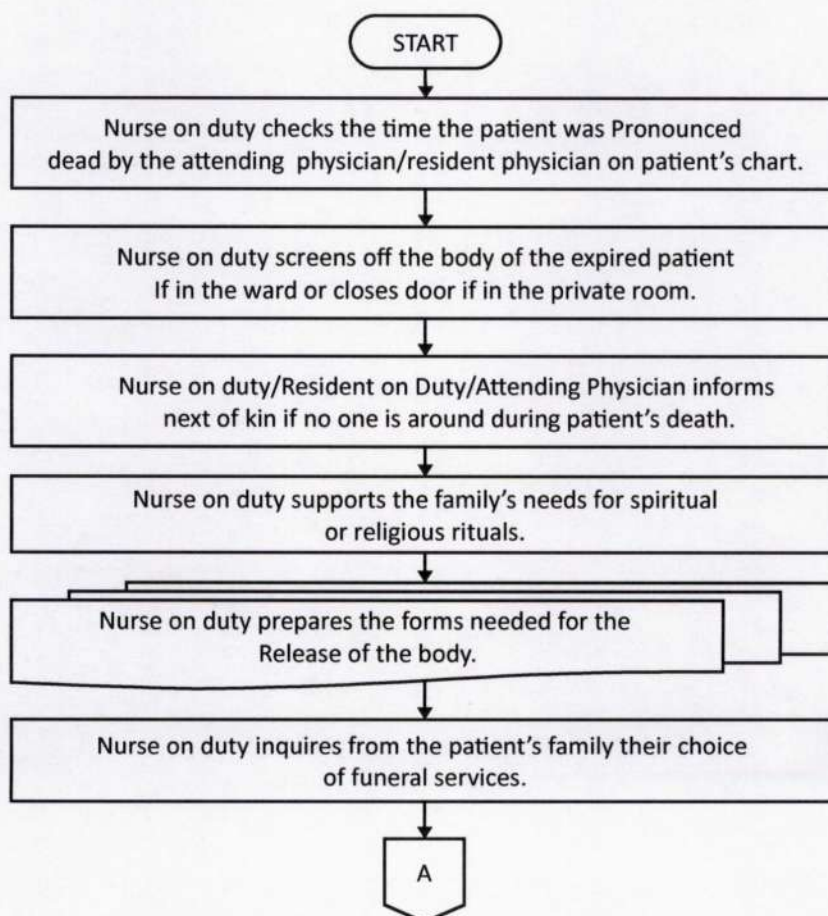 START
Nurse on duty checks the time the patient was Pronounced
dead by the attending physician/resident physician on patient's chart.
Nurse on duty screens off the body of the expired patient
If in the ward or closes door if in the private room.
Nurse on duty/Resident on Duty/Attending Physician informs
next of kin if no one is around during patient's death.
Nurse on duty supports the family's needs for spiritual
or religious rituals.
Nurse on duty prepares the forms needed for the
Release of the body.
Nurse on duty inquires from the patient's family their choice
of funeral services.
A